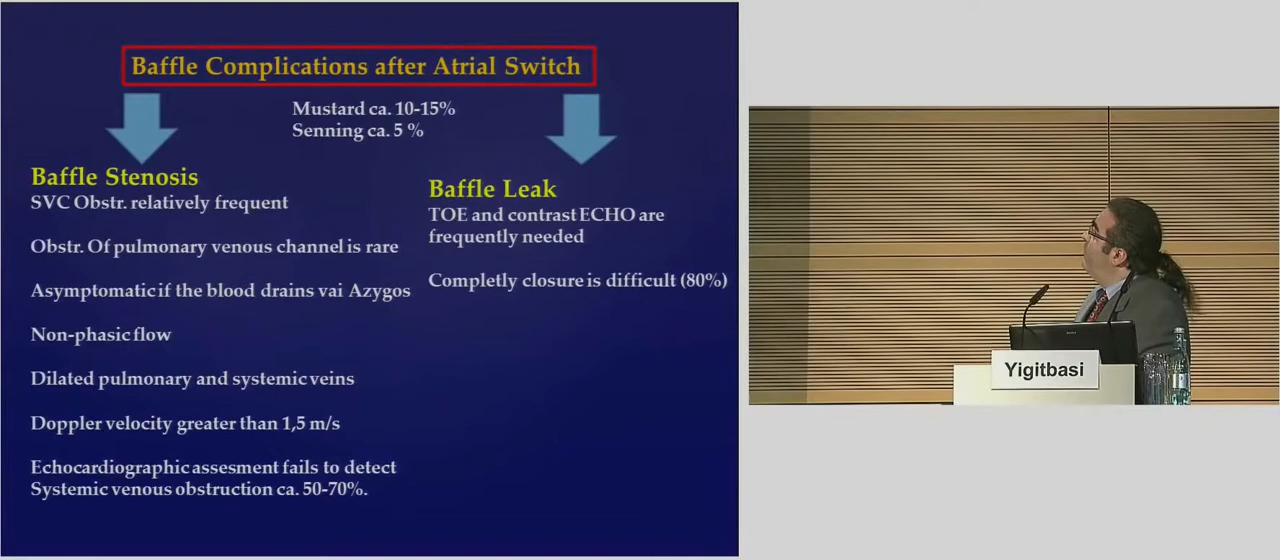 Baffle Complications after Atrial Switch
Mustard ca. 10-15%
Senning ca. 5 %
Baffle Stenosis
SVC Obstr. relatively frequent
Obstr. Of pulmonary venous channel is rare
Asymptomatic if the blood drains vai Azygos
Non-phasic flow
Dilated pulmonary and systemic veins
Doppler velocity greater than 1,5 m/s
Echocardiographic assesment fails to detect
Systemic venous obstruction ca. 50-70%.
Baffle Leak
TOE and contrast ECHO are
frequently needed
Completly closure is difficult (80%)
Yigitbasi